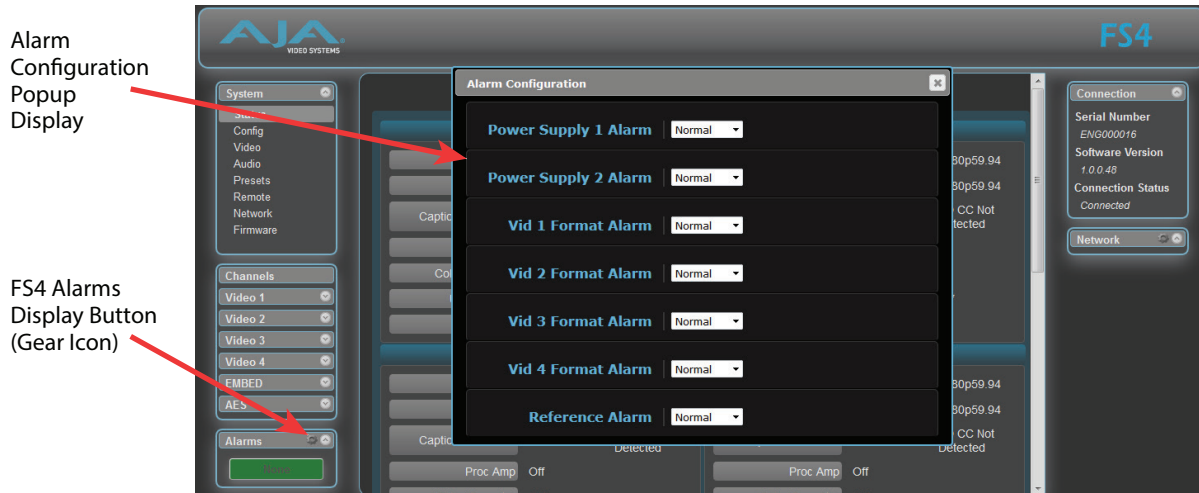 Alarm
Configuration
Popup
Display
FS4 Alarms
Display Button
(Gear Icon)
AJA
VIDEO SYSTEMS
FS4
System
Config
Video
Audio
Presets
Remote
Network
Firmware
Channels
Video 1
Video 2
Video 3
Video 4
EMBED
AES
Alarms
Alarm Configuration
Power Supply 1 Alarm Normal
Power Supply 2 Alarm Normal
Vid 1 Format Alarm Normal
Vid 2 Format Alarm Normal
Vid 3 Format Alarm Normal
Vid 4 Format Alarm Normal
Reference Alarm Normal
80p59.94
80p59.94
CC Not
tected
Captic
Col
80p59.94
80p59.94
CC Not
Detected
Captic
Detected
Proc Amp Off
Proc Amp Off
Connection
Serial Number
ENG000016
Software Version
1.0.0.48
Connection Status
Connected
Network